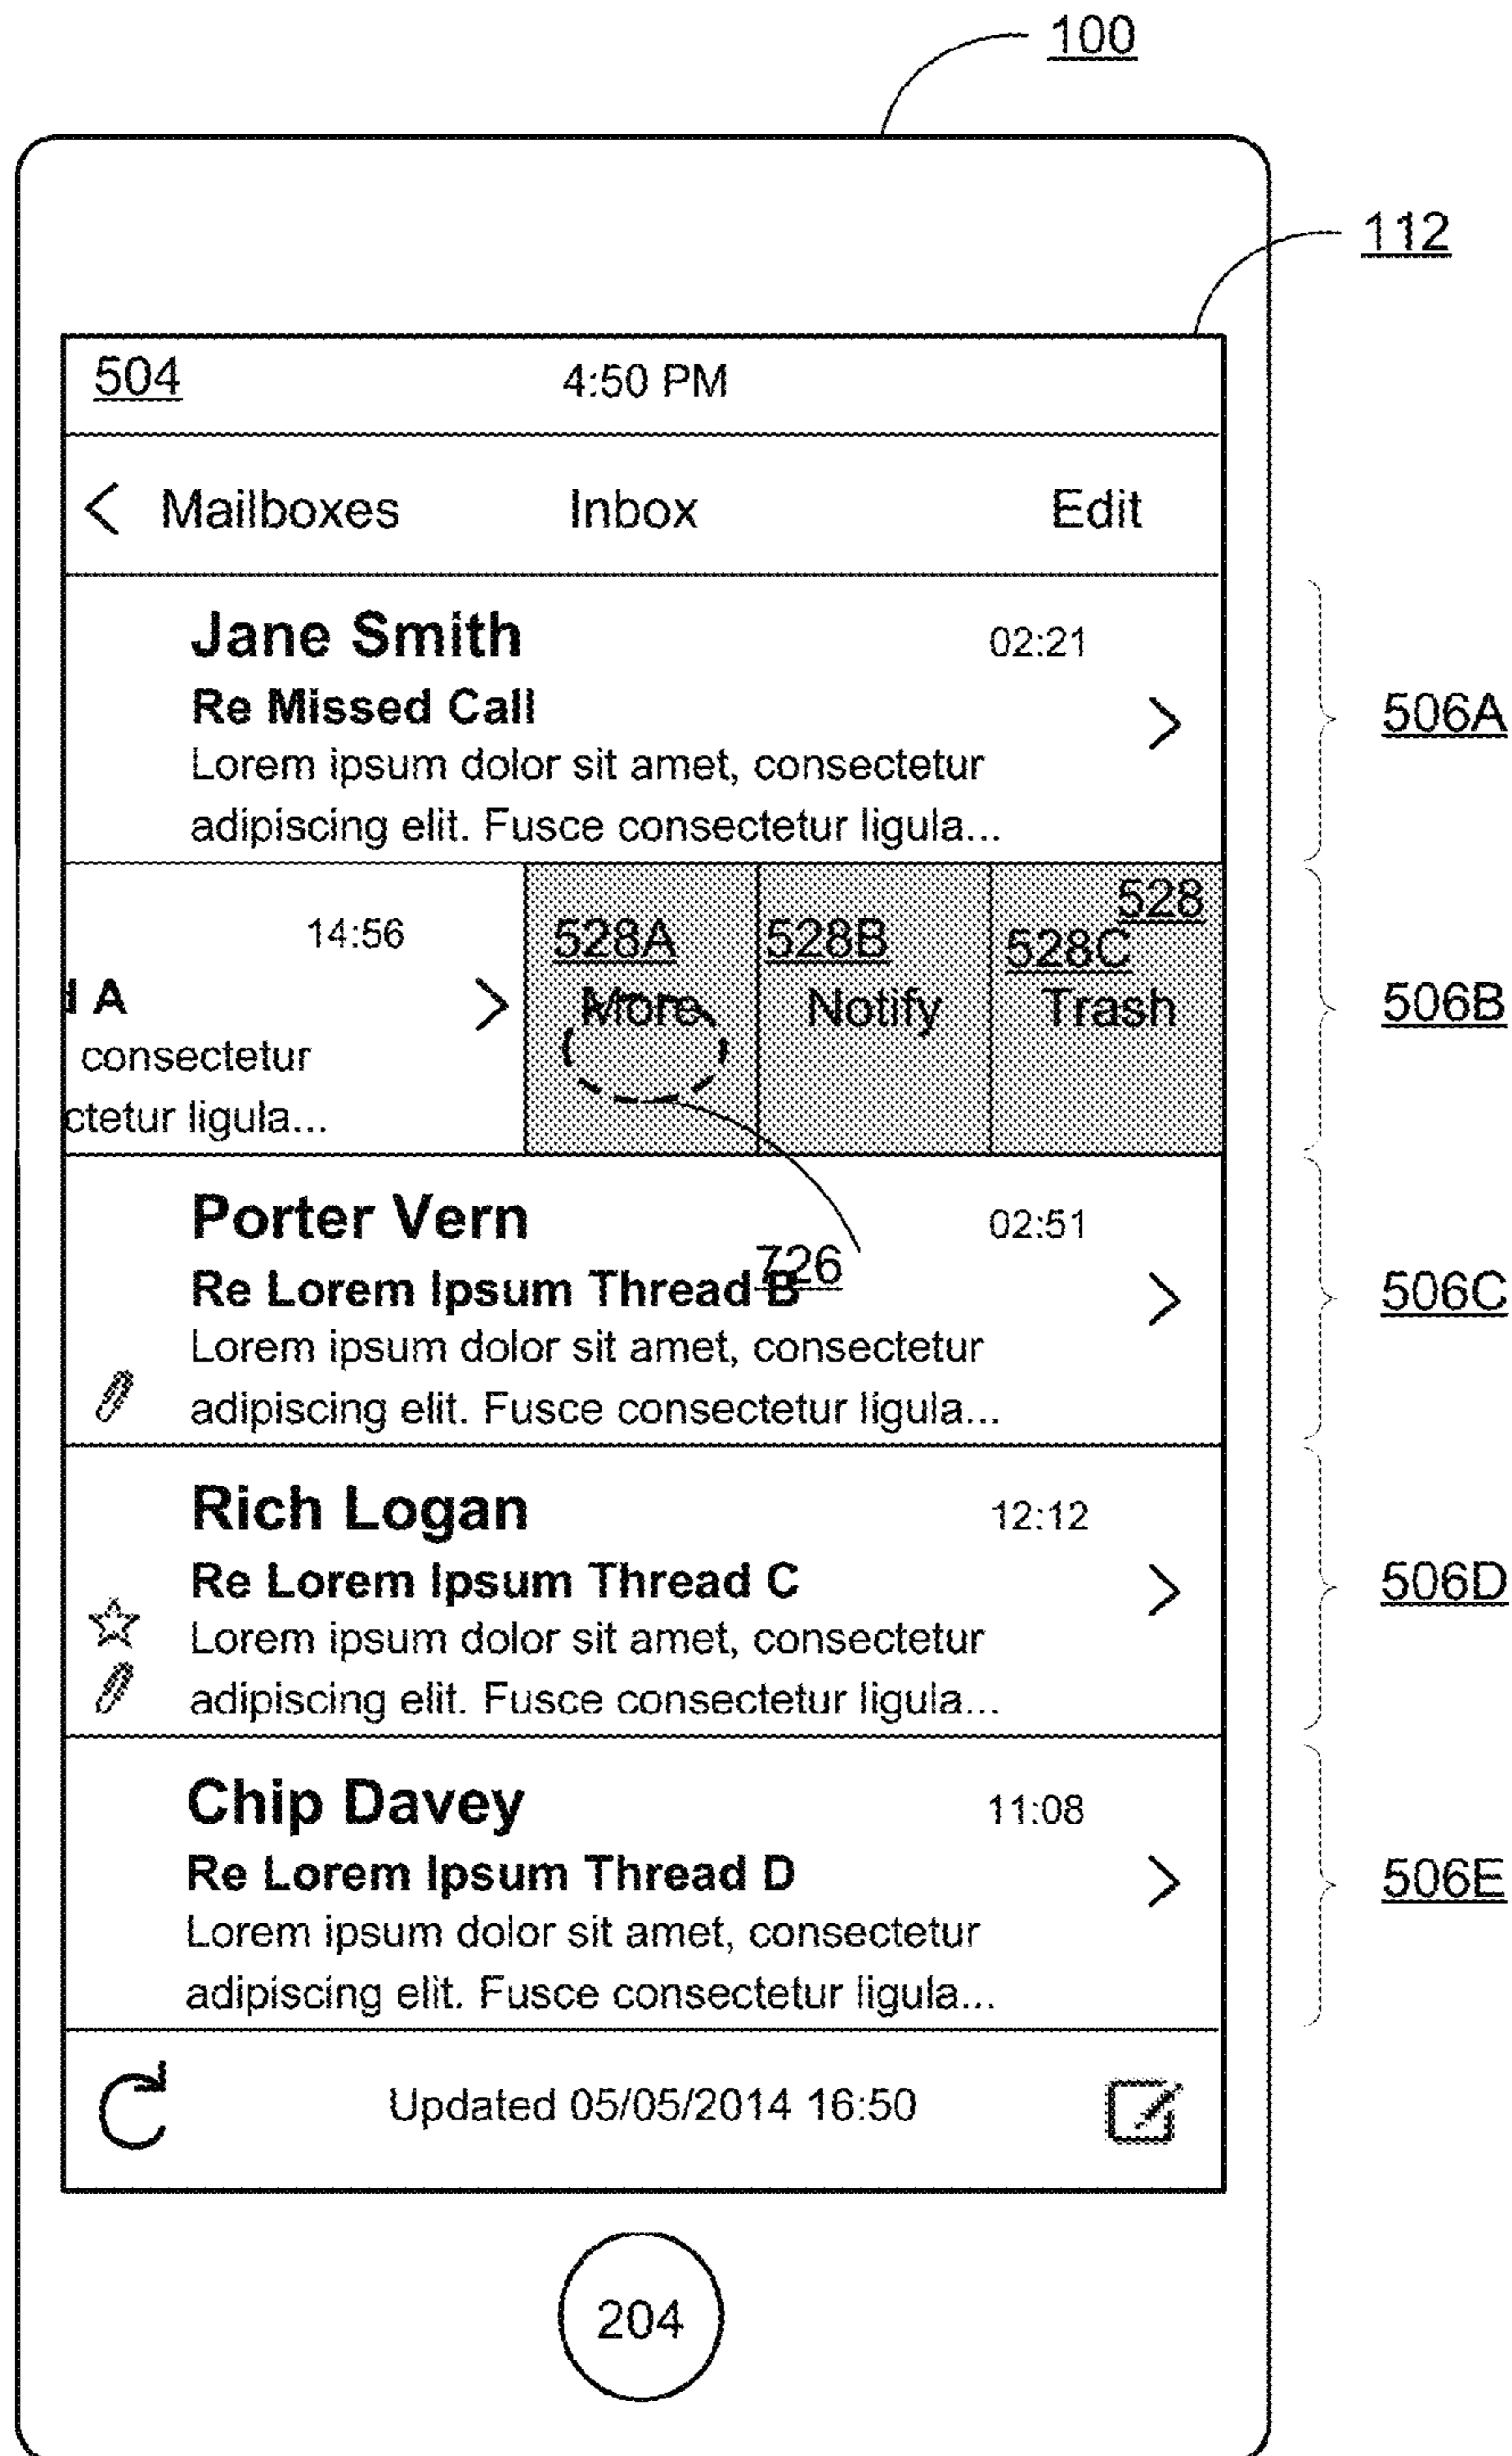 100
112
504 4:50 PM
< Mailboxes Inbox Edit
Jane Smith 02:21
Re Missed Call
Lorem ipsum dolor sit amet, consectetur
adipiscing elit. Fusce consectetur ligula...
506A
14:56
d A
consectetur
ctetur ligula...
528
528A 528B 528C
More Notify Trash
506B
Porter Vern 02:51
726
Re Lorem Ipsum Thread B
Lorem ipsum dolor sit amet, consectetur
adipiscing elit. Fusce consectetur ligula...
506C
Rich Logan 12:12
Re Lorem Ipsum Thread C
Lorem ipsum dolor sit amet, consectetur
adipiscing elit. Fusce consectetur ligula...
506D
Chip Davey 11:08
Re Lorem Ipsum Thread D
Lorem ipsum dolor sit amet, consectetur
adipiscing elit. Fusce consectetur ligula...
506E
Updated 05/05/2014 16:50
204